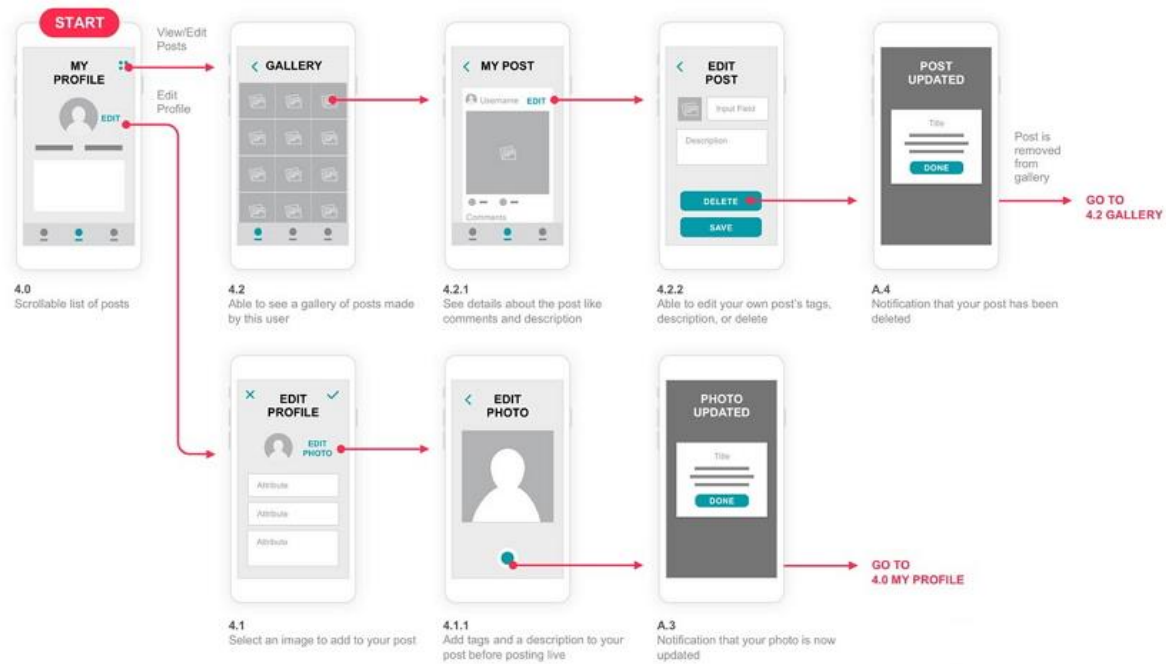 START
View/Edit
Posts
MY
PROFILE
Edit
Profile
EDIT
GALLERY
MY POST
Username EDIT
Comments
EDIT
POST
Input Field
Description
DELETE
SAVE
POST
UPDATED
Title
DONE
Post is
removed
from
gallery
GO TO
4.2 GALLERY
4.0
Scrollable list of posts
4.2
Able to see a gallery of posts made
by this user
4.2.1
See details about the post like
comments and description
4.2.2
Able to edit your own post's tags,
description, or delete
A.4
Notification that your post has been
deleted
EDIT
PROFILE
EDIT
PHOTO
Attribute
Attribute
Attribute
EDIT
PHOTO
PHOTO
UPDATED
Title
DONE
GO TO
4.0 MY PROFILE
4.1
Select an image to add to your post
4.1.1
Add tags and a description to your
post before posting live
A.3
Notification that your photo is now
updated